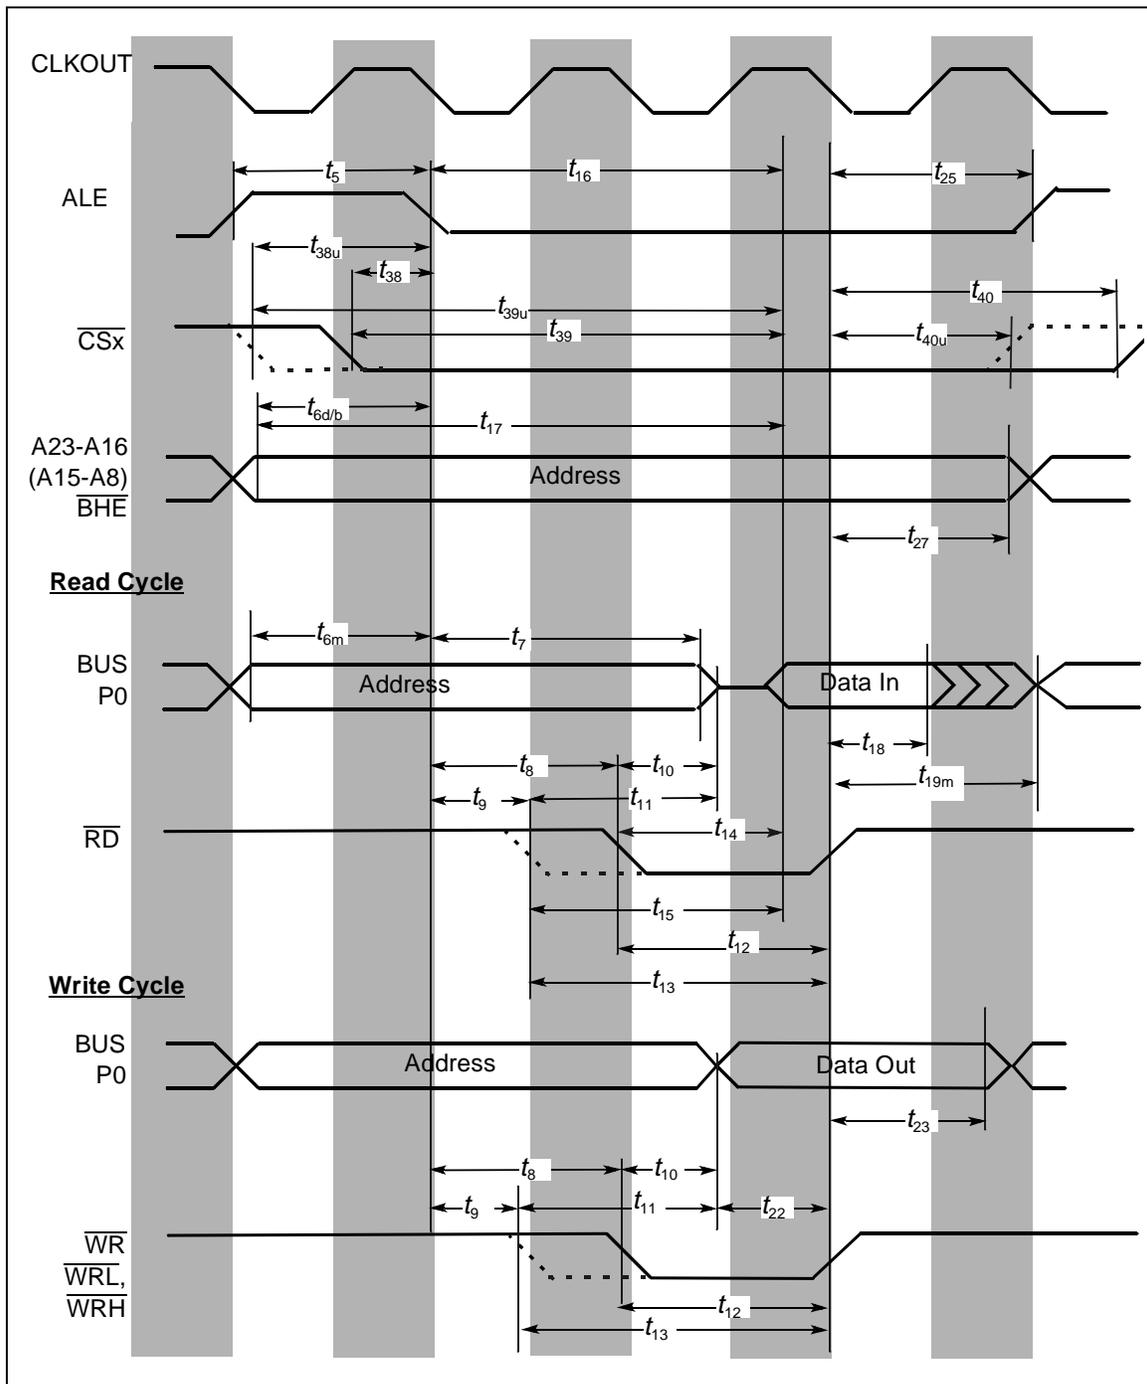 CLKOUT
t5
t16
t25
ALE
t38u
t38
t40
t39u
CSx
t39
t40u
t6d/b
t17
A23-A16
(A15-A8)
BHE
Address
t27
Read Cycle
t6m
t7
BUS
P0
Address
Data In
t18
t8
t10
t19m
t9
t11
RD
t14
t15
t12
t13
Write Cycle
BUS
P0
Address
Data Out
t23
t8
t10
t9
t11
t22
WR
WRL,
WRH
t12
t13